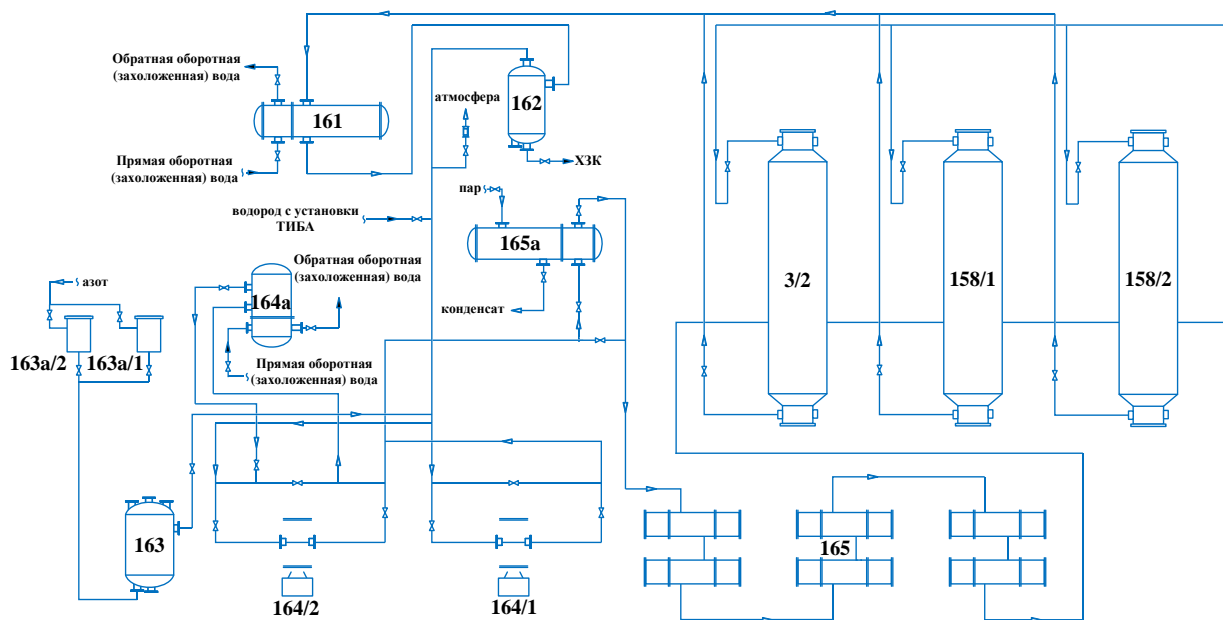 Обратная оборотная
(захоложенная) вода
161
Прямая оборотная
(захоложенная) вода
162
атмосфера
ХЗК
пар
водород с установки
ТИБА
165а
конденсат
Обратная оборотная
(захоложенная) вода
164а
Прямая оборотная
(захоложенная) вода
азот
163а/2
163а/1
3/2
158/1
158/2
163
164/2
164/1
165